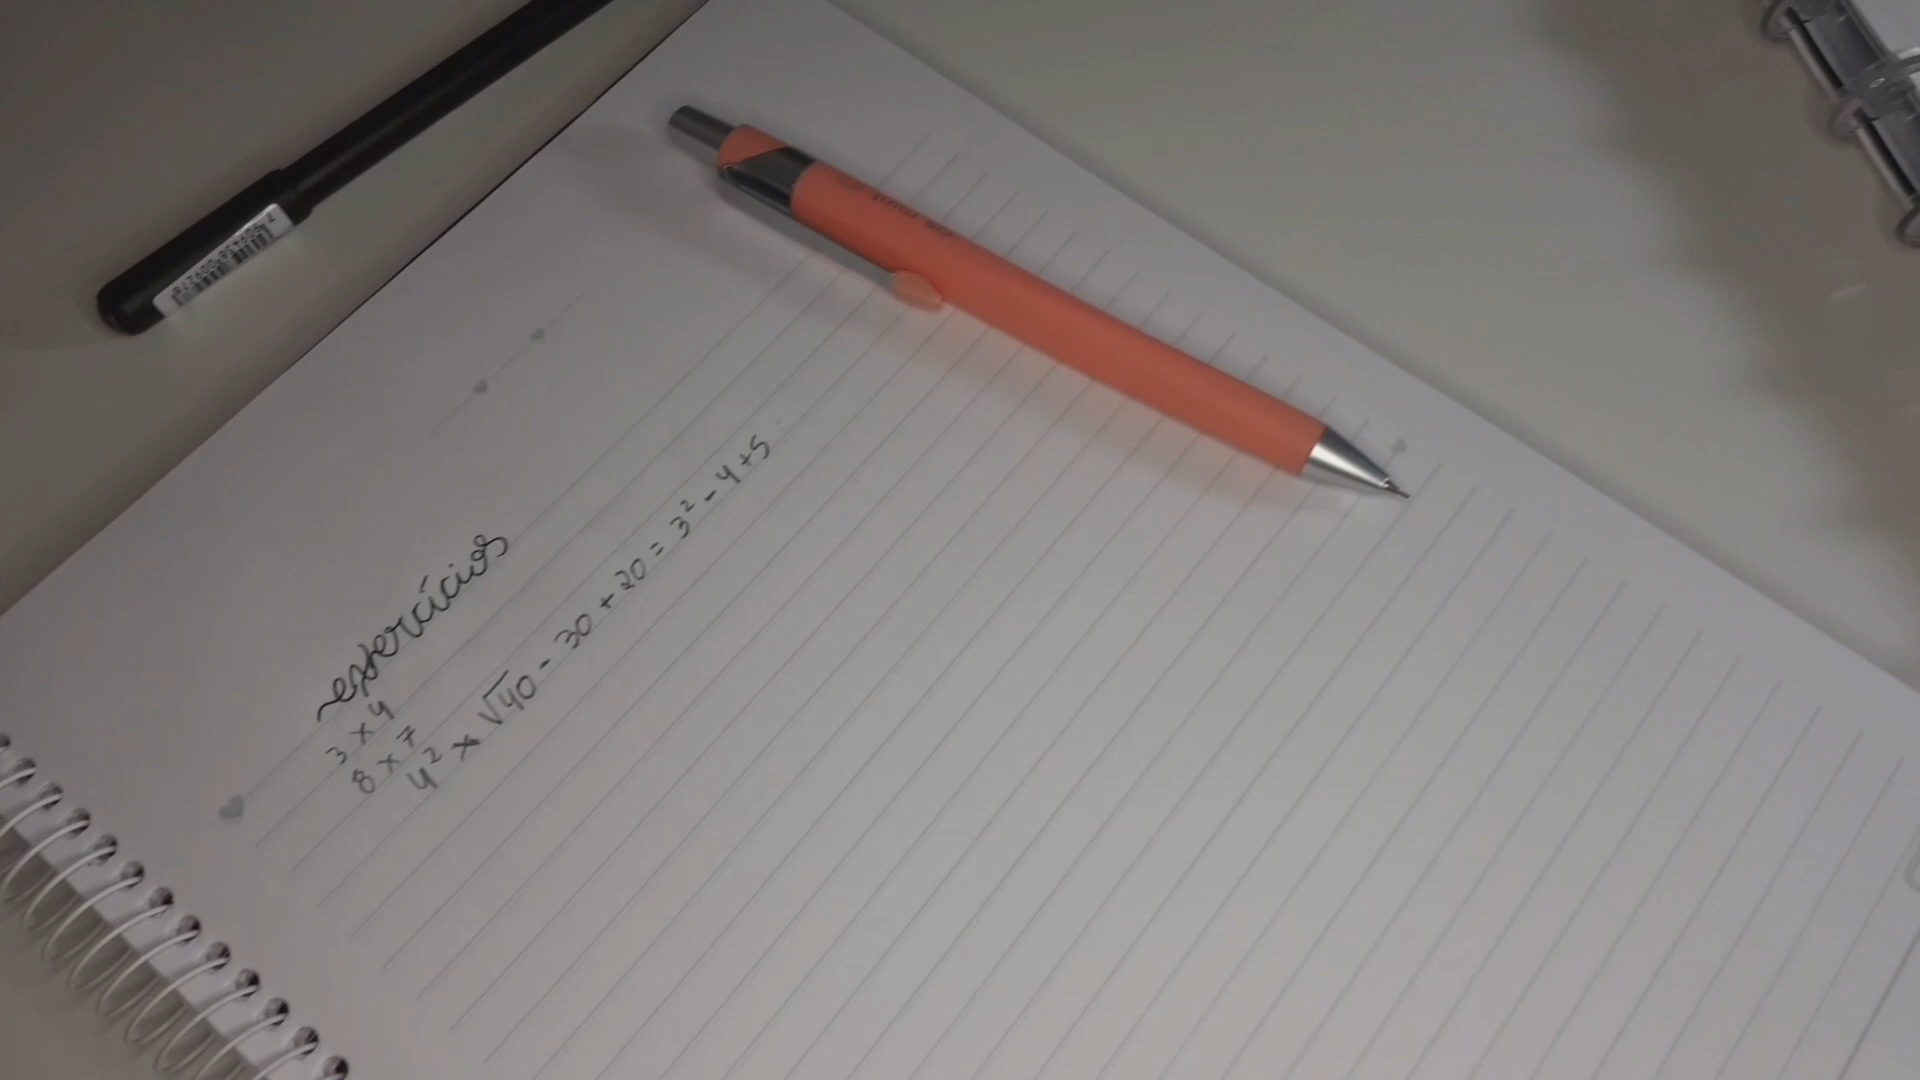 exercícios
3 x 4
8 x 7
4² x √40 - 30 + 20 = 3² - 4 + 5